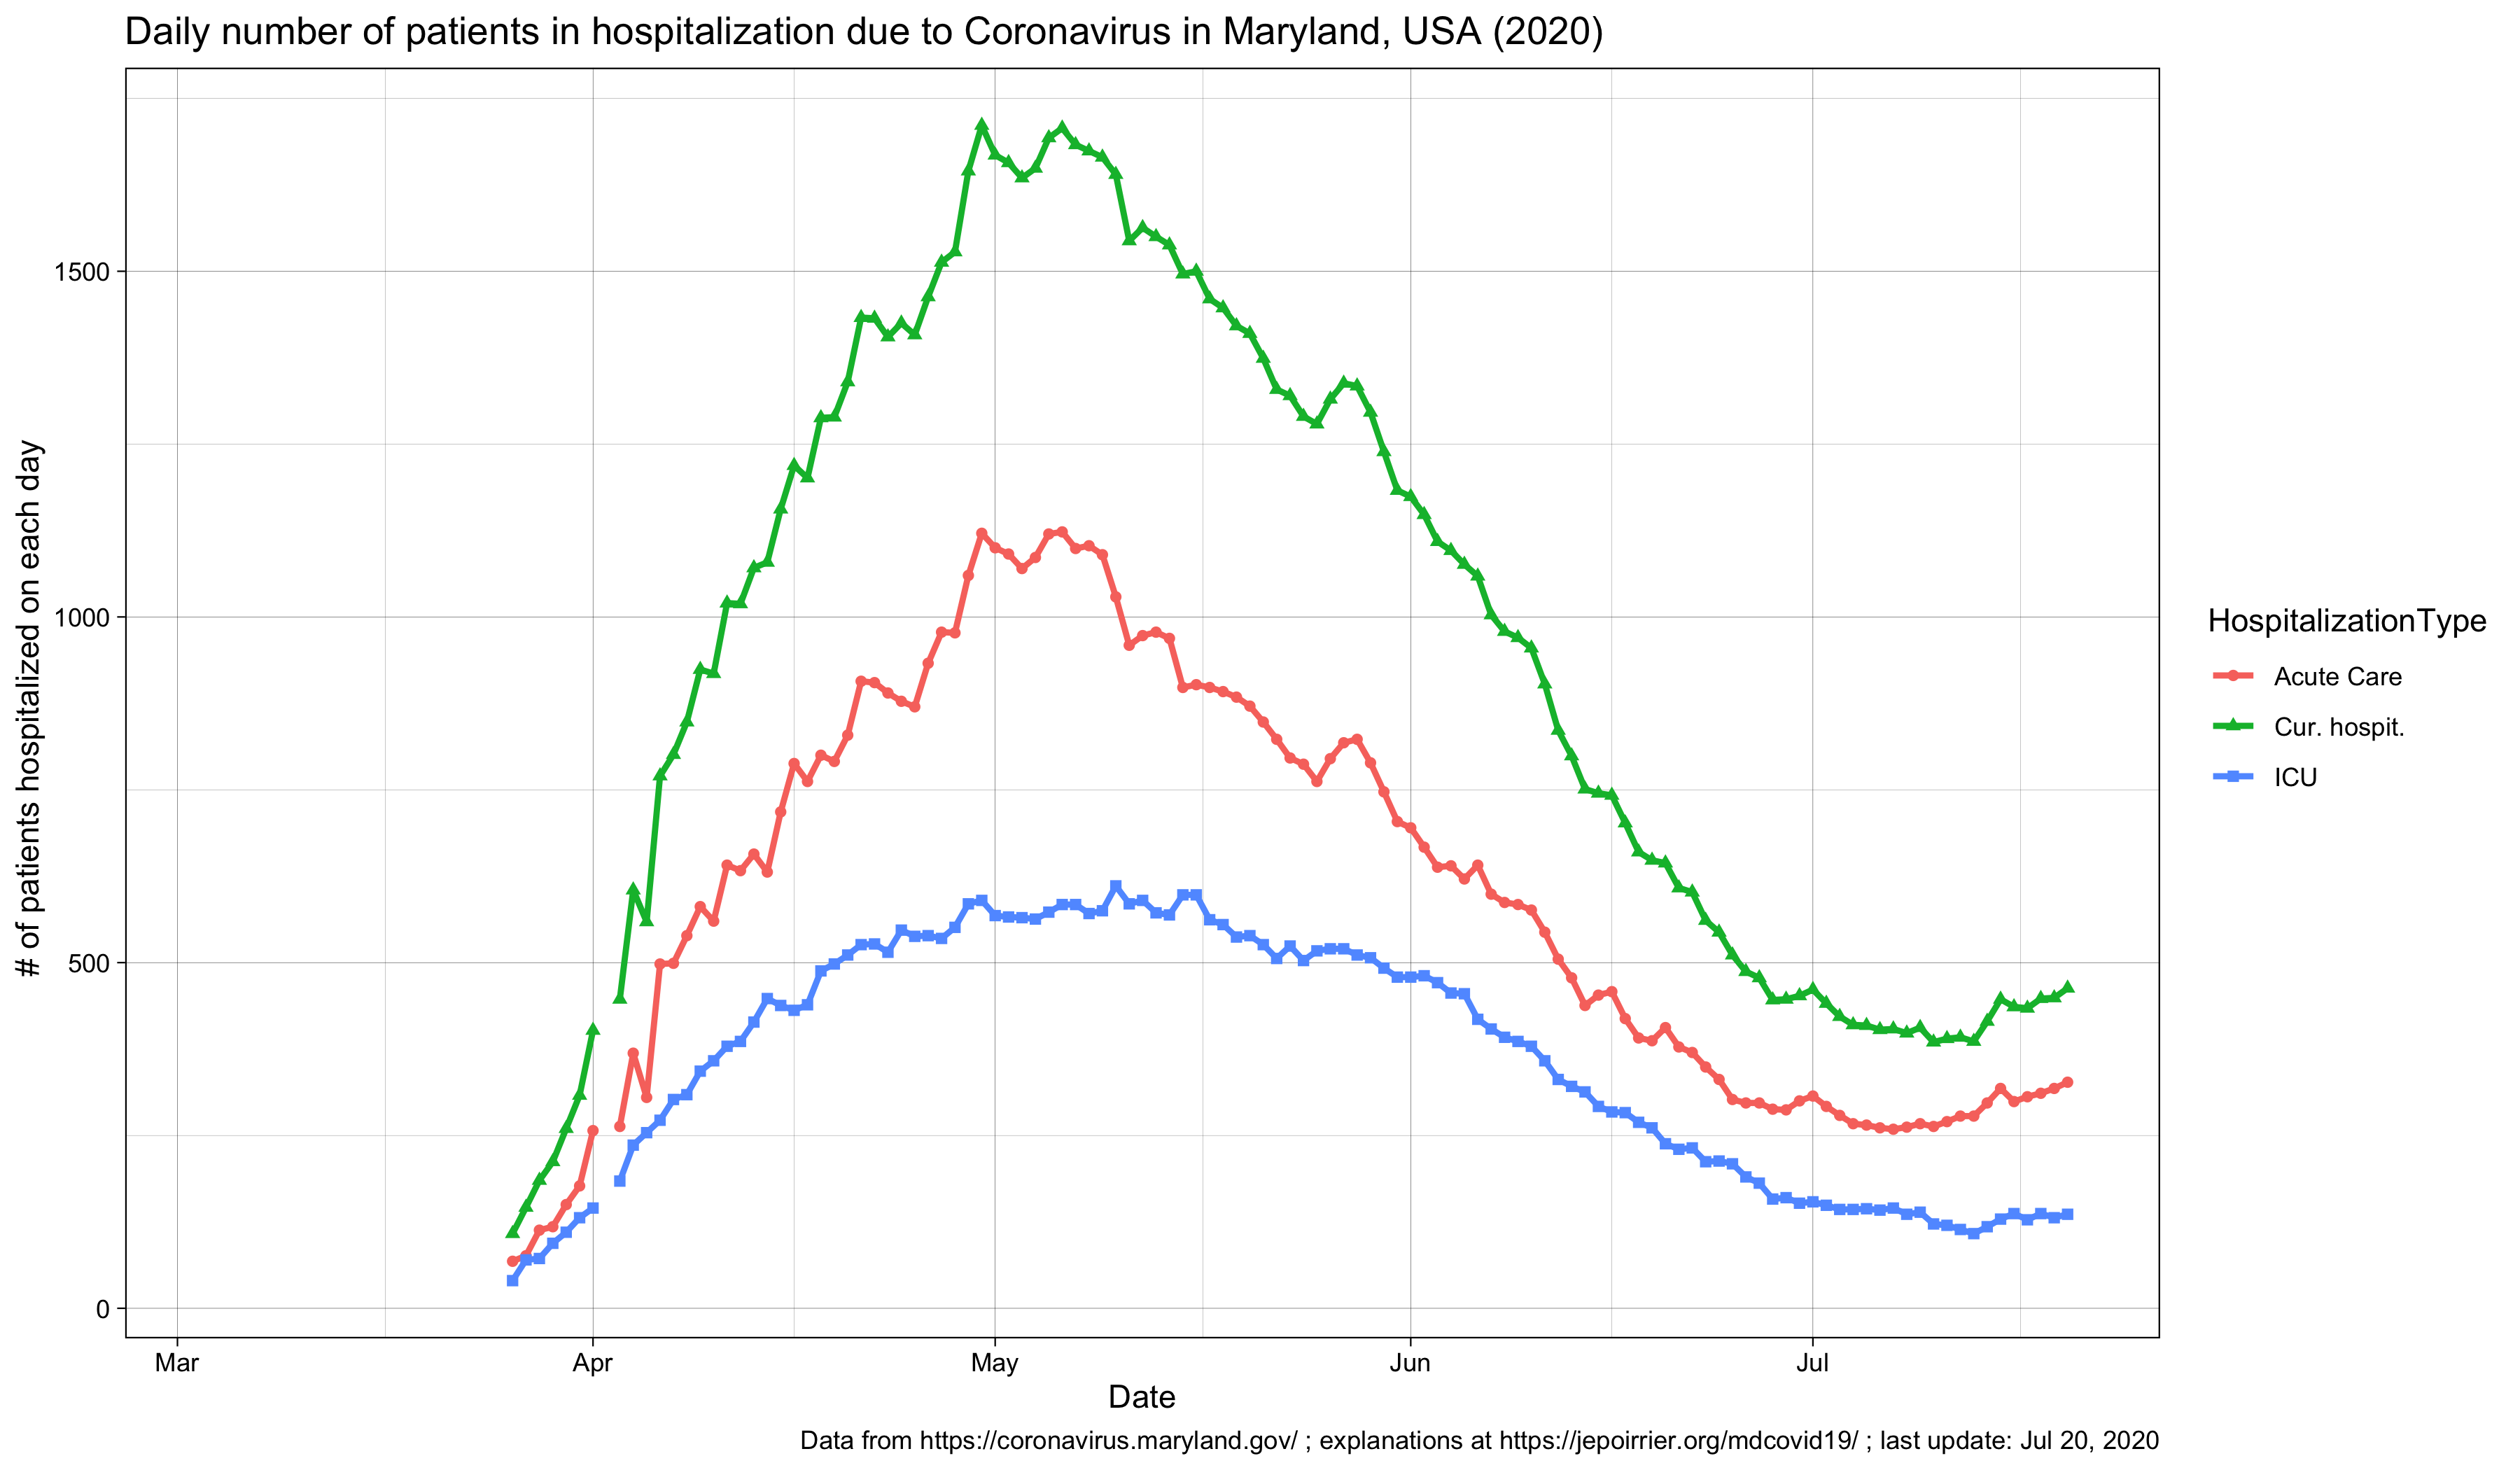 Daily number of patients in hospitalization due to Coronavirus in Maryland, USA (2020)
# of patients hospitalized on each day
1500
1000
500
0
Mar
Apr
May
Jun
Jul
Date
HospitalizationType
Acute Care
Cur. hospit.
ICU
Data from https://coronavirus.maryland.gov/ ; explanations at https://jepoirrier.org/mdcovid19/ ; last update: Jul 20, 2020